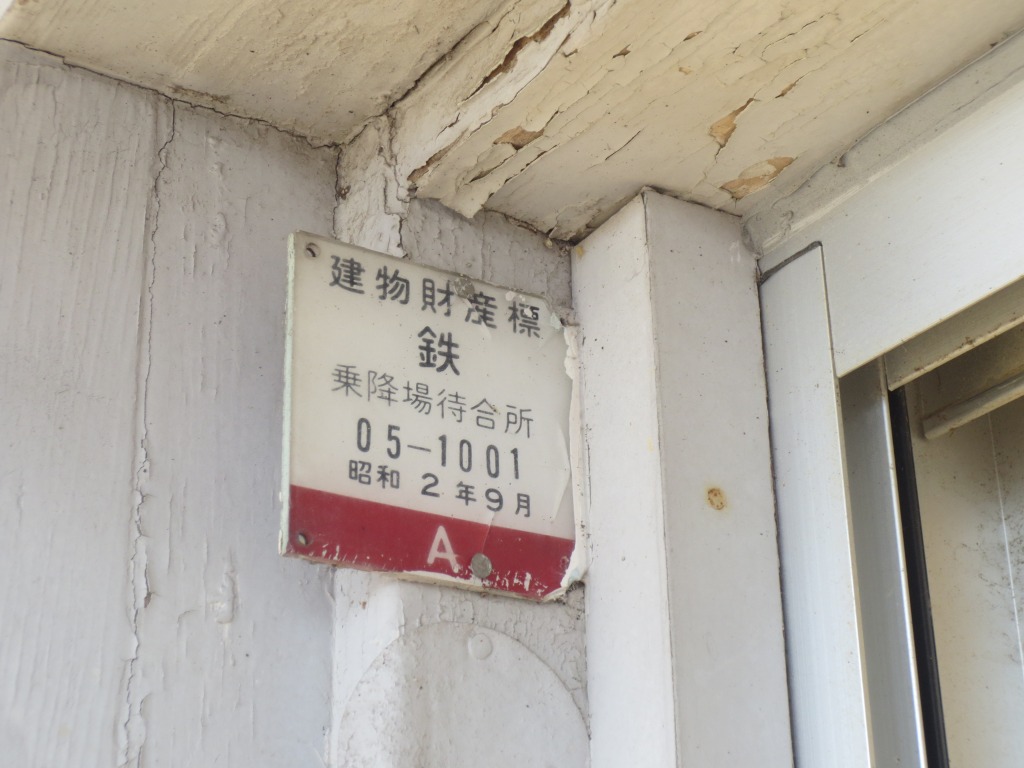 建物財産標
鉄
乗降場待合所
05-1001
昭和 2 年 9 月
A